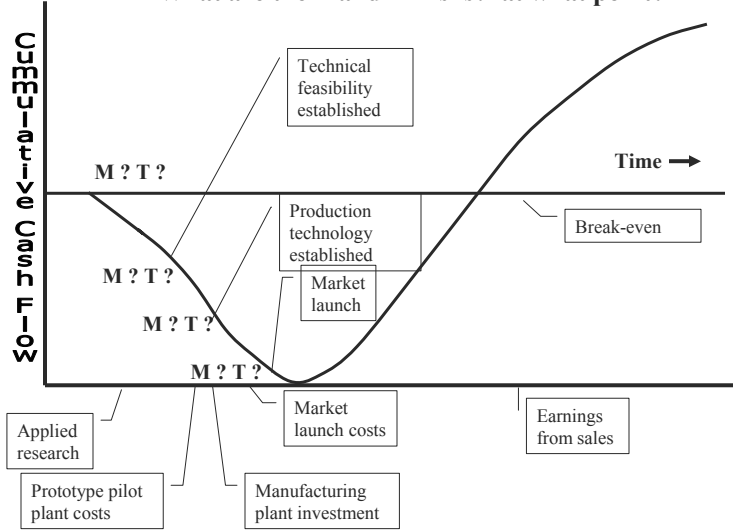 Cumulative Cash Flow
Technical
feasibility
established
M ? T ?
Time
Production
technology
established
Break-even
M ? T ?
Market
launch
M ? T ?
M ? T ?
Market
launch costs
Earnings
from sales
Applied
research
Prototype pilot
plant costs
Manufacturing
plant investment